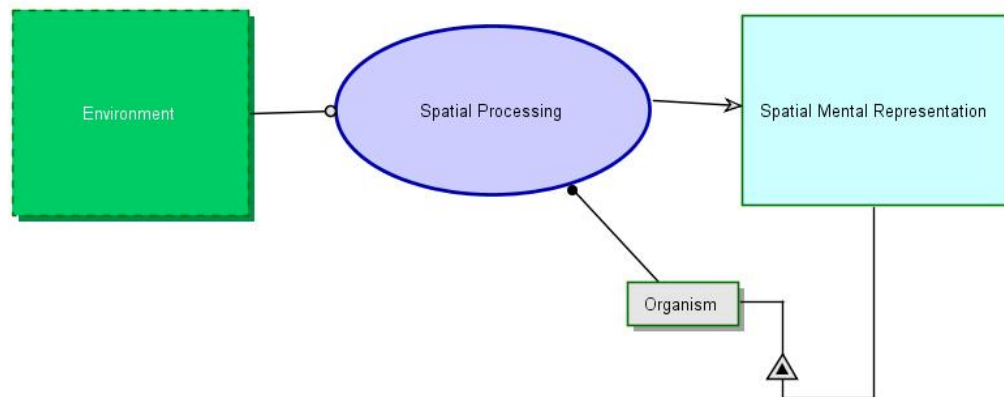 Environment
Spatial Processing
Spatial Mental Representation
Organism